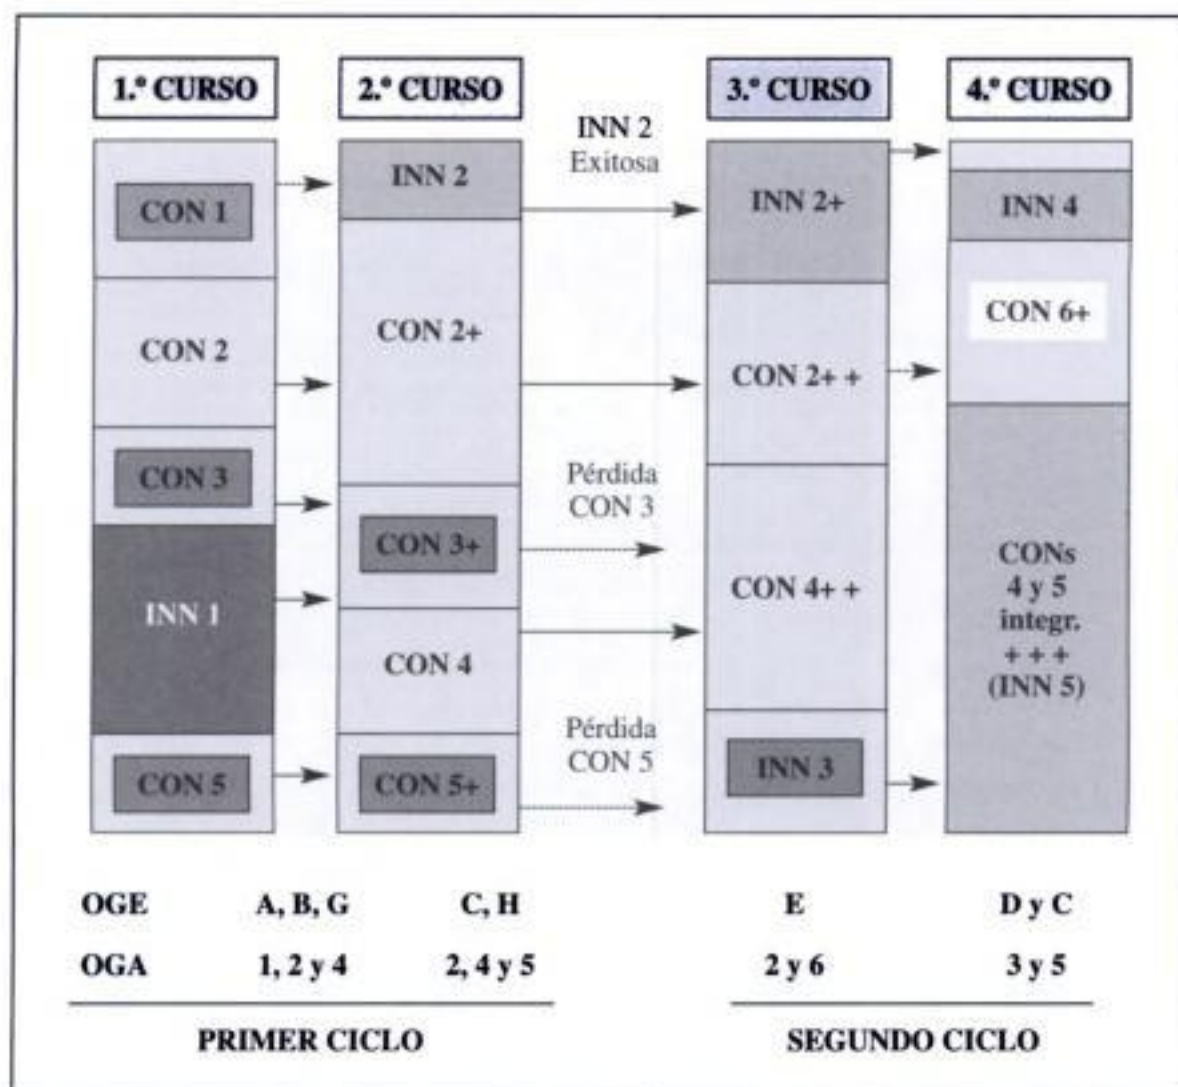 1.º CURSO
2.º CURSO
3.º CURSO
4.º CURSO
CON 1
CON 2
CON 3
INN 1
CON 5
INN 2
CON 2+
CON 3+
CON 4
CON 5+
INN 2
Exitosa
Pérdida
CON 3
Pérdida
CON 5
INN 2+
CON 2+ +
CON 4+ +
INN 3
INN 4
CON 6+
CONs
4 y 5
integr.
+ + +
(INN 5)
OGE A, B, G C, H E D y C
OGA 1, 2 y 4 2, 4 y 5 2 y 6 3 y 5
PRIMER CICLO SEGUNDO CICLO